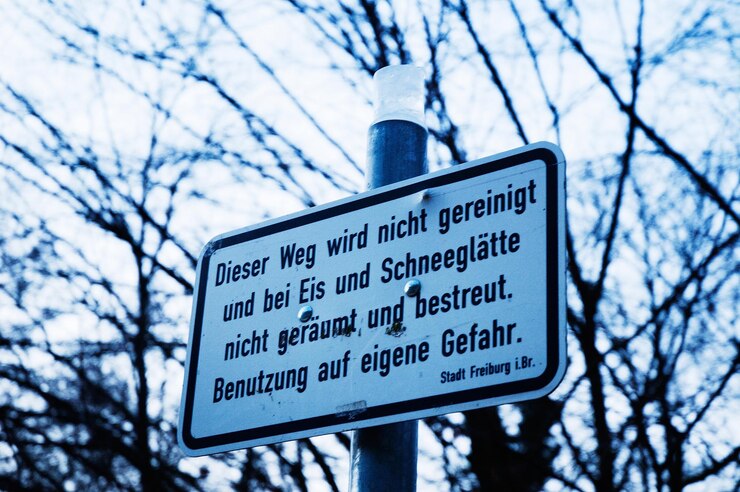 Dieser Weg wird nicht gereinigt
und bei Eis und Schneeglätte
nicht geräumt und bestreut.
Benutzung auf eigene Gefahr.
Stadt Freiburg i.Br.